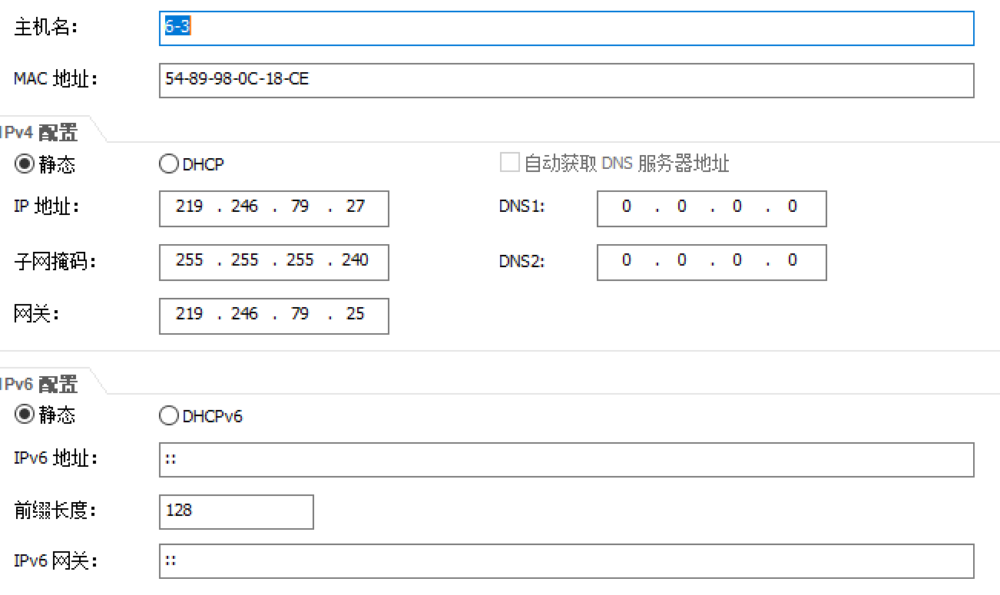 主机名: 6-3
MAC 地址: 54-89-98-0C-18-CE
IPv4 配置
静态 DHCP 自动获取 DNS 服务器地址
IP 地址: 219 . 246 . 79 . 27 DNS1: 0 . 0 . 0 . 0
子网掩码: 255 . 255 . 255 . 240 DNS2: 0 . 0 . 0 . 0
网关: 219 . 246 . 79 . 25
IPv6 配置
静态 DHCPv6
IPv6 地址: ::
前缀长度: 128
IPv6 网关: ::